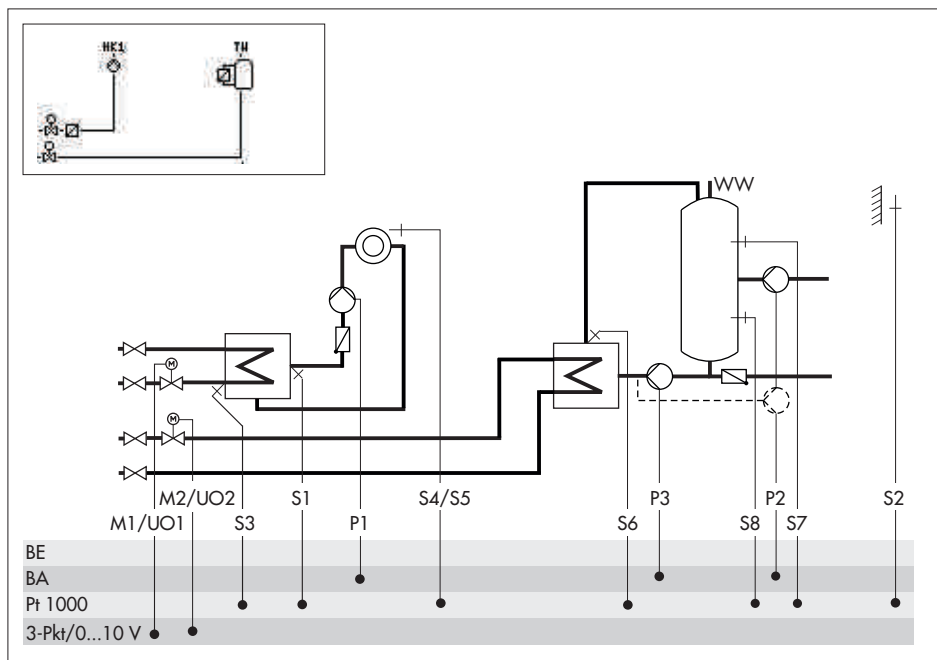 HK1
TW
WW
M
M
M2/UO2
S1
S4/S5
P3
P2
S2
M1/UO1
S3
P1
S6
S8
S7
BE
BA
Pt 1000
3-Pkt/0...10 V